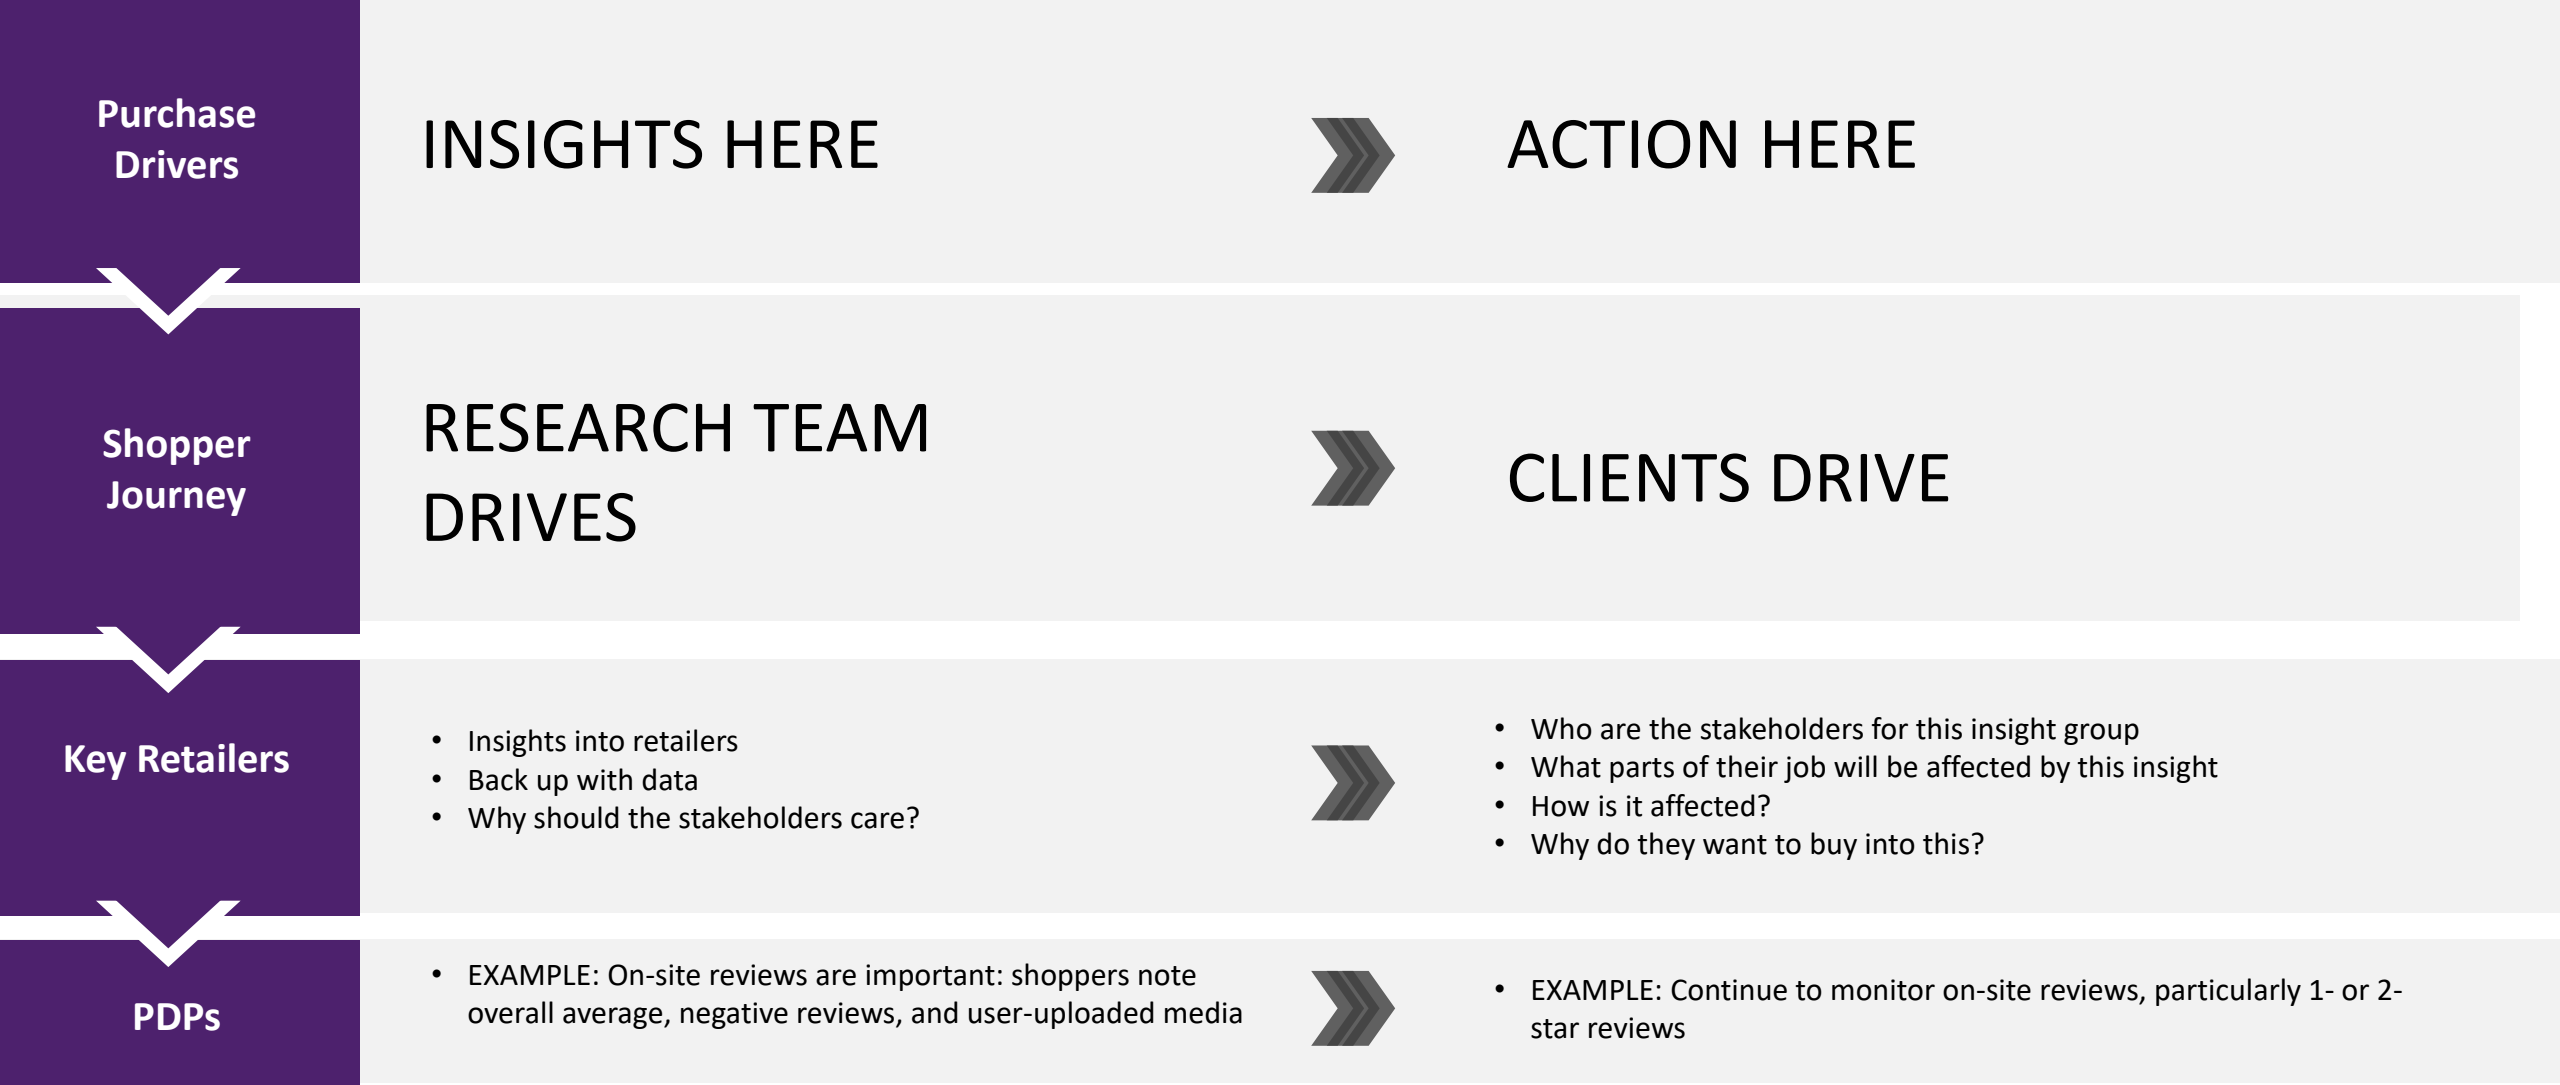 Purchase
Drivers
INSIGHTS HERE
ACTION HERE
Shopper
Journey
RESEARCH TEAM
DRIVES
CLIENTS DRIVE
Key Retailers
• Insights into retailers
• Back up with data
• Why should the stakeholders care?
• Who are the stakeholders for this insight group
• What parts of their job will be affected by this insight
• How is it affected?
• Why do they want to buy into this?
PDPs
• EXAMPLE: On-site reviews are important: shoppers note
overall average, negative reviews, and user-uploaded media
• EXAMPLE: Continue to monitor on-site reviews, particularly 1- or 2-
star reviews